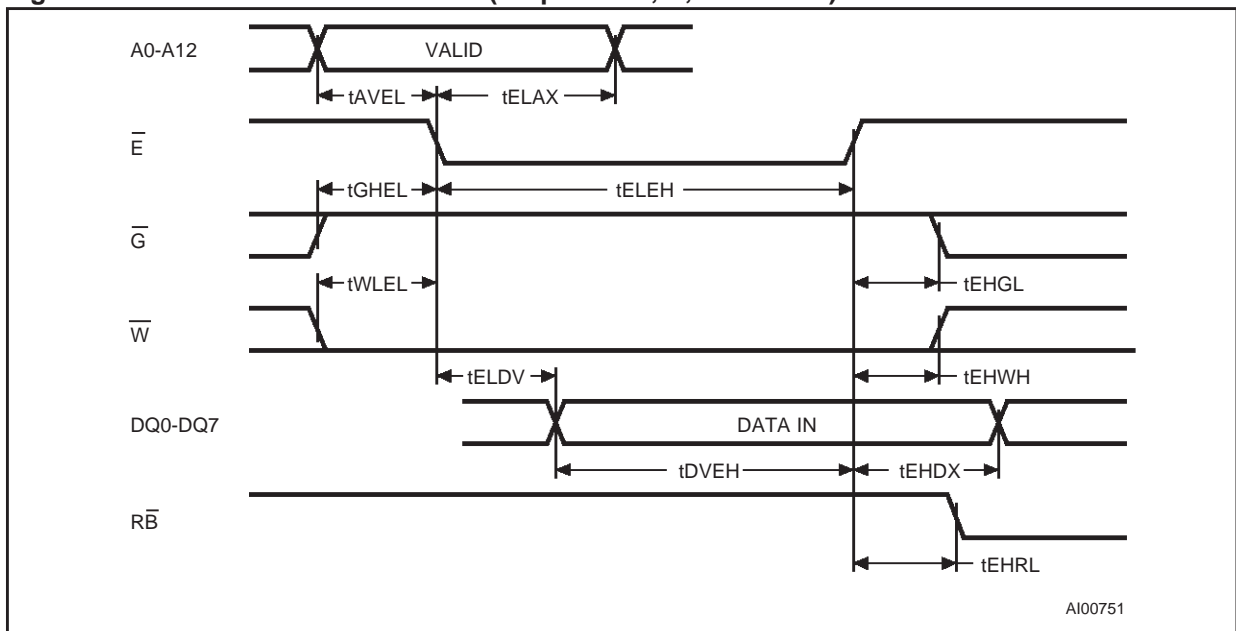 A0-A12
VALID
tAVEL
tELAX
E̅
tGHEL
tELEH
G̅
tWLEL
tEHGL
W̅
tELDV
tEHWH
DQ0-DQ7
DATA IN
tDVEH
tEHDX
RB̅
tEHRL
AI00751